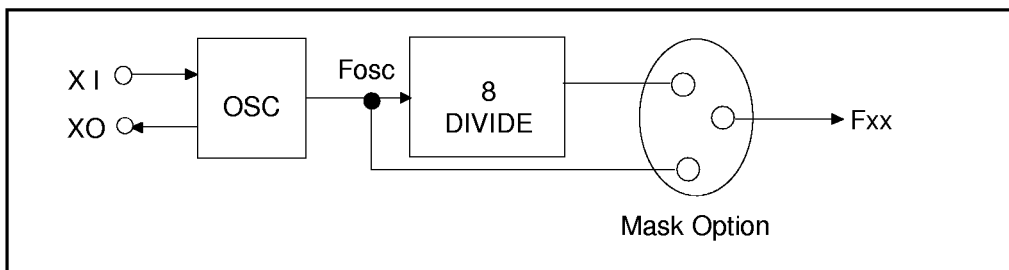 X I
XO
OSC
Fosc
8
DIVIDE
Fxx
Mask Option